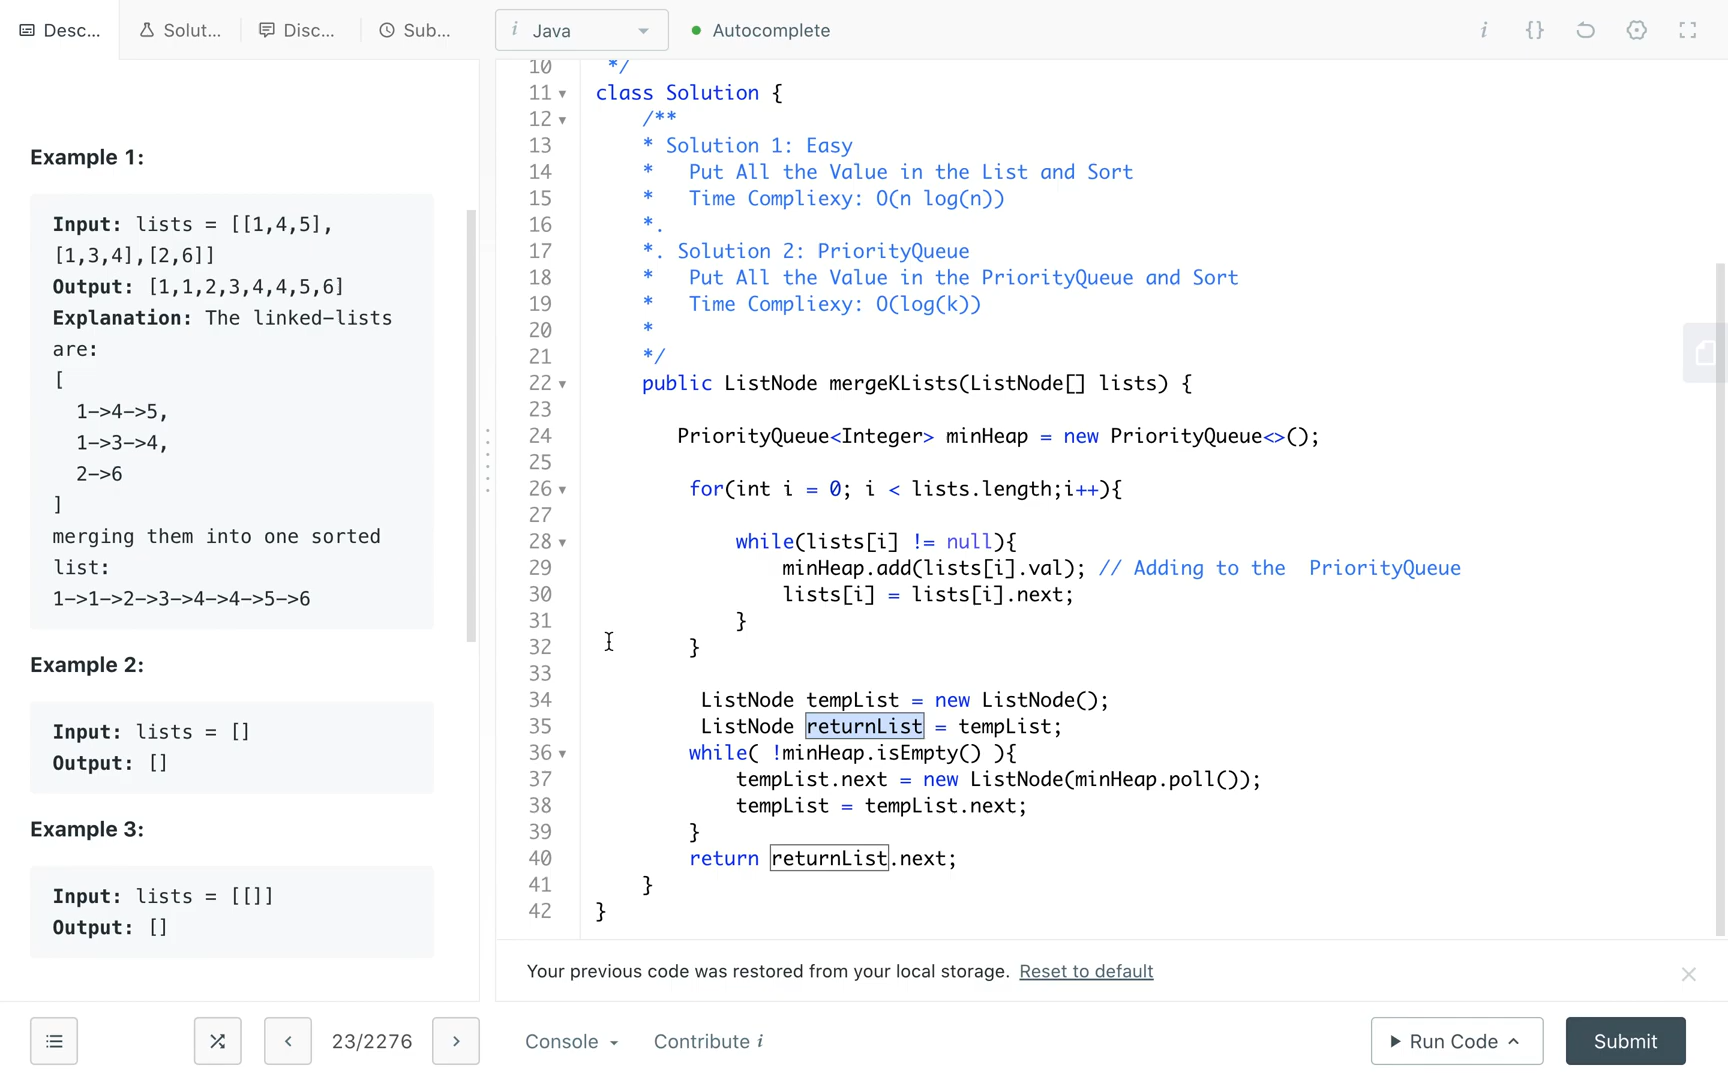 Desc...
Solut...
Disc...
Sub...
i Java
Autocomplete
i {}
Example 1:
Input: lists = [[1,4,5],
[1,3,4],[2,6]]
Output: [1,1,2,3,4,4,5,6]
Explanation: The linked-lists
are:
[
1->4->5,
1->3->4,
2->6
]
merging them into one sorted
list:
1->1->2->3->4->4->5->6
Example 2:
Input: lists = []
Output: []
Example 3:
Input: lists = [[]]
Output: []
10 */
11 class Solution {
12 /**
13 * Solution 1: Easy
14 * Put All the Value in the List and Sort
15 * Time Compliexy: O(n log(n))
16 *.
17 *. Solution 2: PriorityQueue
18 * Put All the Value in the PriorityQueue and Sort
19 * Time Compliexy: O(log(k))
20 *
21 */
22 public ListNode mergeKLists(ListNode[] lists) {
23
24 PriorityQueue<Integer> minHeap = new PriorityQueue<>();
25
26 for(int i = 0; i < lists.length;i++){
27
28 while(lists[i] != null){
29 minHeap.add(lists[i].val); // Adding to the  PriorityQueue
30 lists[i] = lists[i].next;
31 }
32 }
33
34 ListNode tempList = new ListNode();
35 ListNode returnList = tempList;
36 while( !minHeap.isEmpty() ){
37 tempList.next = new ListNode(minHeap.poll());
38 tempList = tempList.next;
39 }
40 return returnList.next;
41 }
42 }
Your previous code was restored from your local storage. Reset to default
23/2276
Console
Contribute i
Run Code
Submit